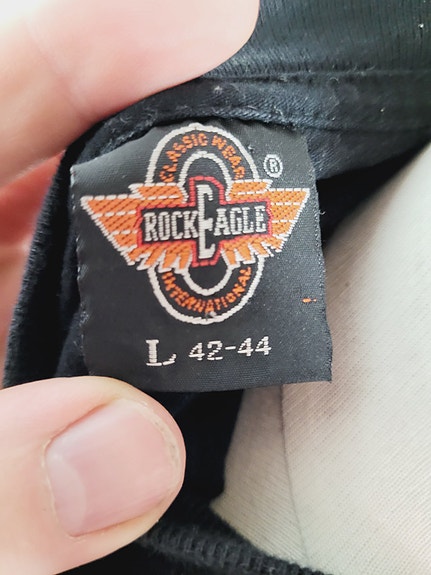 CLASSIC WEAR
®
ROCK EAGLE
INTERNATIONAL
L 42-44